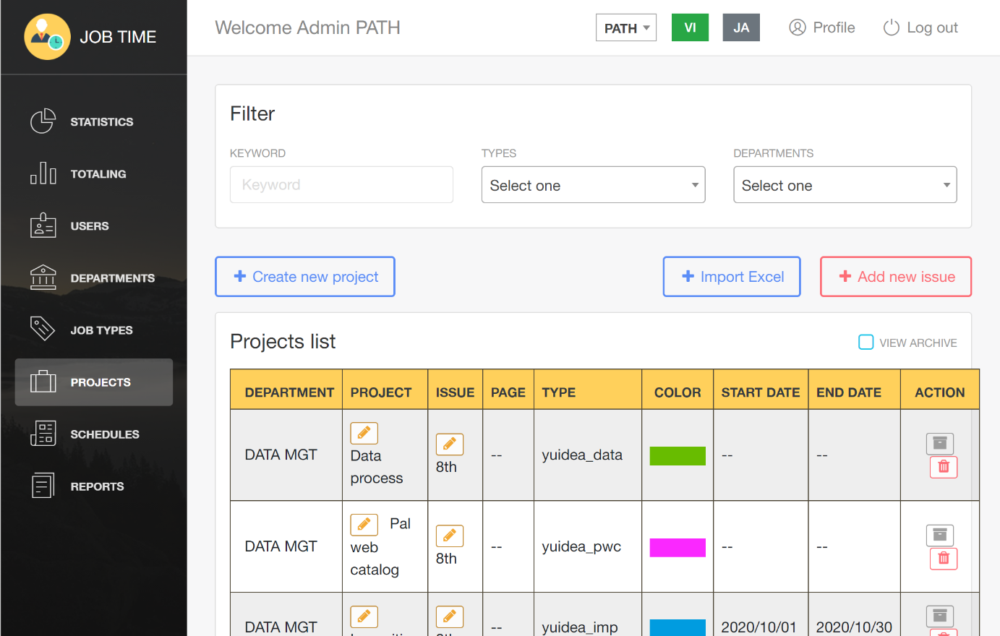 JOB TIME
Welcome Admin PATH
PATH
VI
JA
Profile
Log out
STATISTICS
TOTALING
USERS
DEPARTMENTS
JOB TYPES
PROJECTS
SCHEDULES
REPORTS
Filter
KEYWORD
TYPES
DEPARTMENTS
Keyword
Select one
Select one
+ Create new project
+ Import Excel
+ Add new issue
Projects list
VIEW ARCHIVE
DEPARTMENT PROJECT ISSUE PAGE TYPE COLOR START DATE END DATE ACTION
DATA MGT
Data
process
8th
--
yuidea_data
--
--
DATA MGT
Pal
web
catalog
8th
--
yuidea_pwc
--
--
DATA MGT
--
yuidea_imp
2020/10/01
2020/10/30